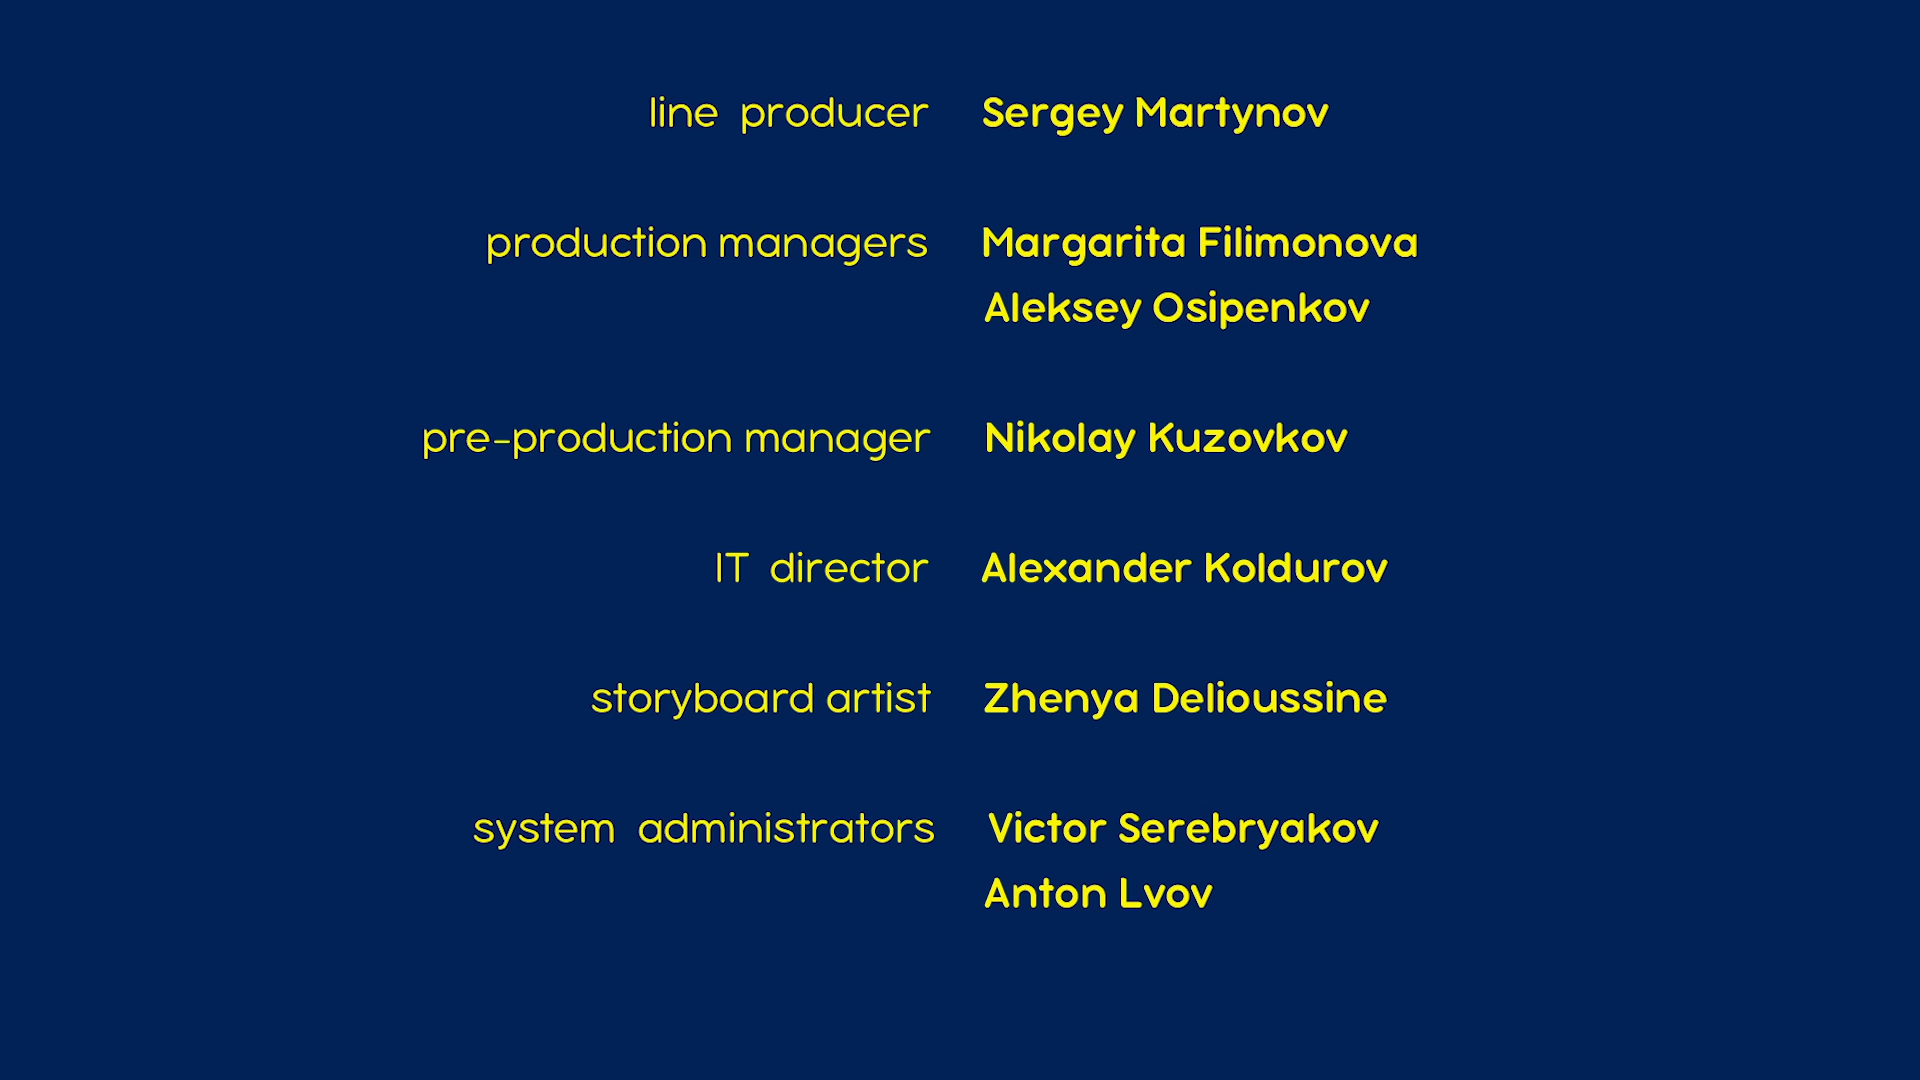 line producer Sergey Martynov
production managers Margarita Filimonova
Aleksey Osipenkov
pre-production manager Nikolay Kuzovkov
IT director Alexander Koldurov
storyboard artist Zhenya Delioussine
system administrators Victor Serebryakov
Anton Lvov